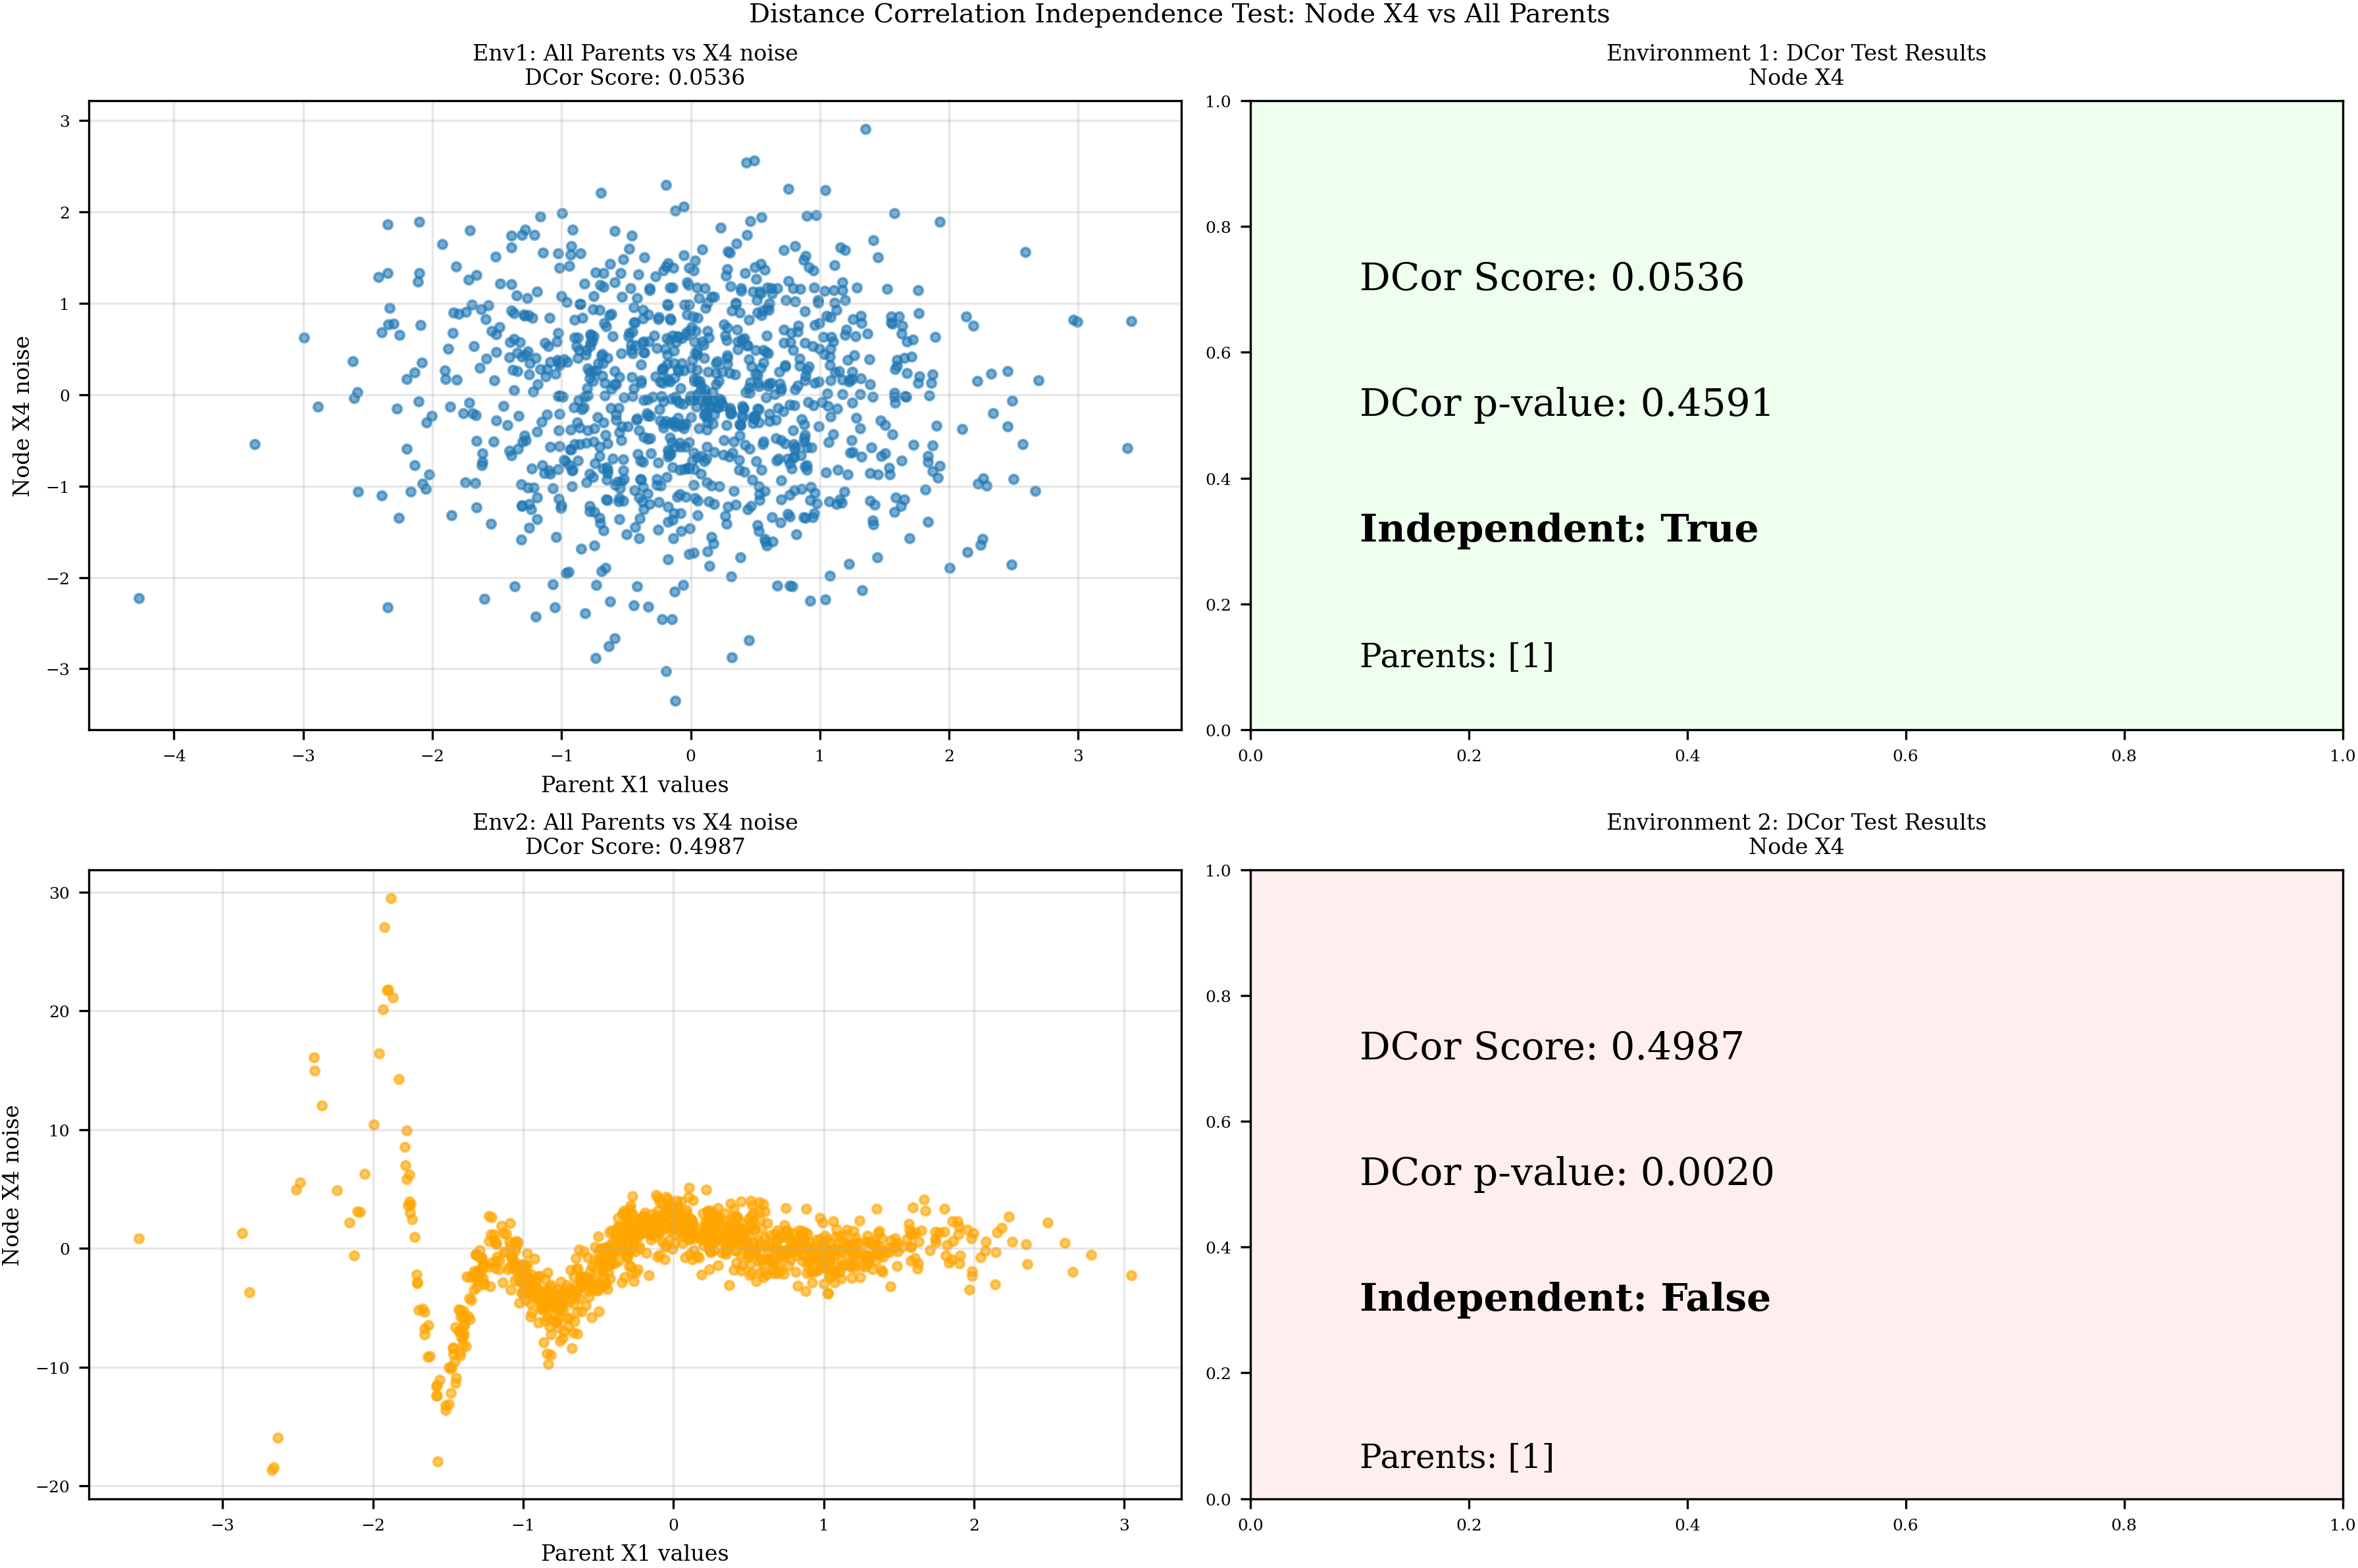 Distance Correlation Independence Test: Node X4 vs All Parents
Env1: All Parents vs X4 noise
DCor Score: 0.0536
3
2
1
0
−1
−2
−3
Node X4 noise
−4
−3
−2
−1
0
1
2
3
Parent X1 values
Environment 1: DCor Test Results
Node X4
1.0
0.8
0.6
0.4
0.2
0.0
DCor Score: 0.0536
DCor p-value: 0.4591
Independent: True
Parents: [1]
0.0
0.2
0.4
0.6
0.8
1.0
Env2: All Parents vs X4 noise
DCor Score: 0.4987
30
20
10
0
−10
−20
Node X4 noise
−3
−2
−1
0
1
2
3
Parent X1 values
Environment 2: DCor Test Results
Node X4
1.0
0.8
0.6
0.4
0.2
0.0
DCor Score: 0.4987
DCor p-value: 0.0020
Independent: False
Parents: [1]
0.0
0.2
0.4
0.6
0.8
1.0